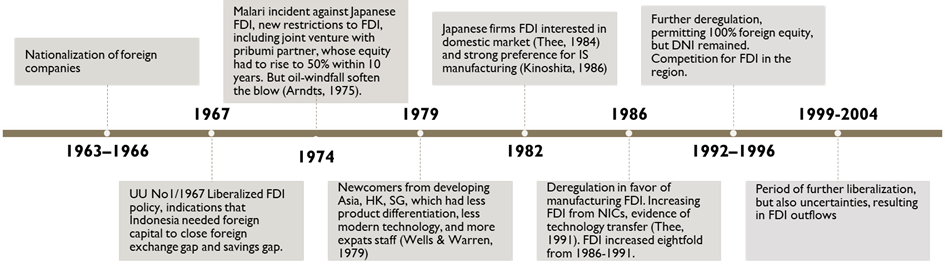 Nationalization of foreign
companies
1963–1966
1967
UU No1/1967 Liberalized FDI
policy, indications that
Indonesia needed foreign
capital to close foreign
exchange gap and savings gap.
Malari incident against Japanese
FDI, new restrictions to FDI,
including joint venture with
pribumi partner, whose equity
had to rise to 50% within 10
years. But oil-windfall soften
the blow (Arndts, 1975).
1974
1979
Newcomers from developing
Asia, HK, SG, which had less
product differentiation, less
modern technology, and more
expats staff (Wells & Warren,
1979)
Japanese firms FDI interested in
domestic market (Thee, 1984)
and strong preference for IS
manufacturing (Kinoshita, 1986)
1982
1986
Deregulation in favor of
manufacturing FDI. Increasing
FDI from NICs, evidence of
technology transfer (Thee,
1991). FDI increased eightfold
from 1986-1991.
Further deregulation,
permitting 100% foreign equity,
but DNI remained.
Competition for FDI in the
region.
1992–1996
1999-2004
Period of further liberalization,
but also uncertainties, resulting
in FDI outflows